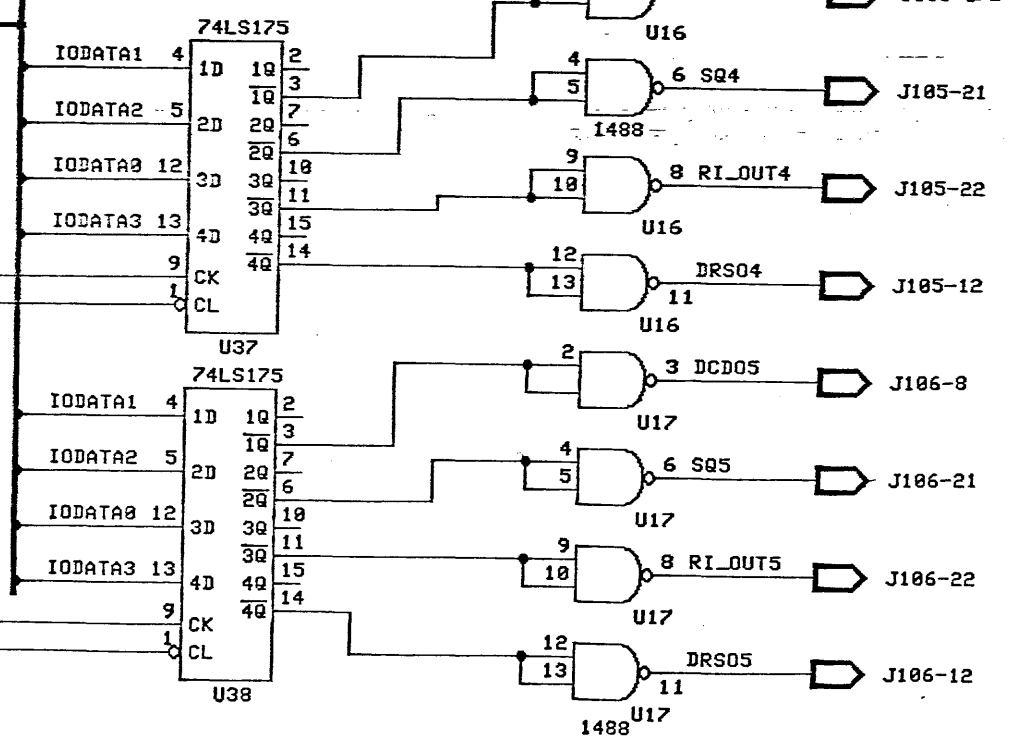 74LS175
U16
IODATA1 4 1D 1Q 2
1Q 3
4
5
6 SQ4
J105-21
IODATA2 5 2D 2Q 7
2Q 6
1488
IODATA0 12 3D 3Q 10
3Q 11
9
10
8 RI_OUT4
J105-22
U16
IODATA3 13 4D 4Q 15
4Q 14
12
13
DRSO4
11
J105-12
9 CK
1 CL
U16
U37
74LS175
2
3 DCDO5
J106-8
U17
IODATA1 4 1D 1Q 2
1Q 3
IODATA2 5 2D 2Q 7
2Q 6
4
5
6 SQ5
J106-21
U17
IODATA0 12 3D 3Q 10
3Q 11
9
10
8 RI_OUT5
J106-22
U17
IODATA3 13 4D 4Q 15
4Q 14
9 CK
1 CL
12
13
DRSO5
11
J106-12
U38
1488
U17